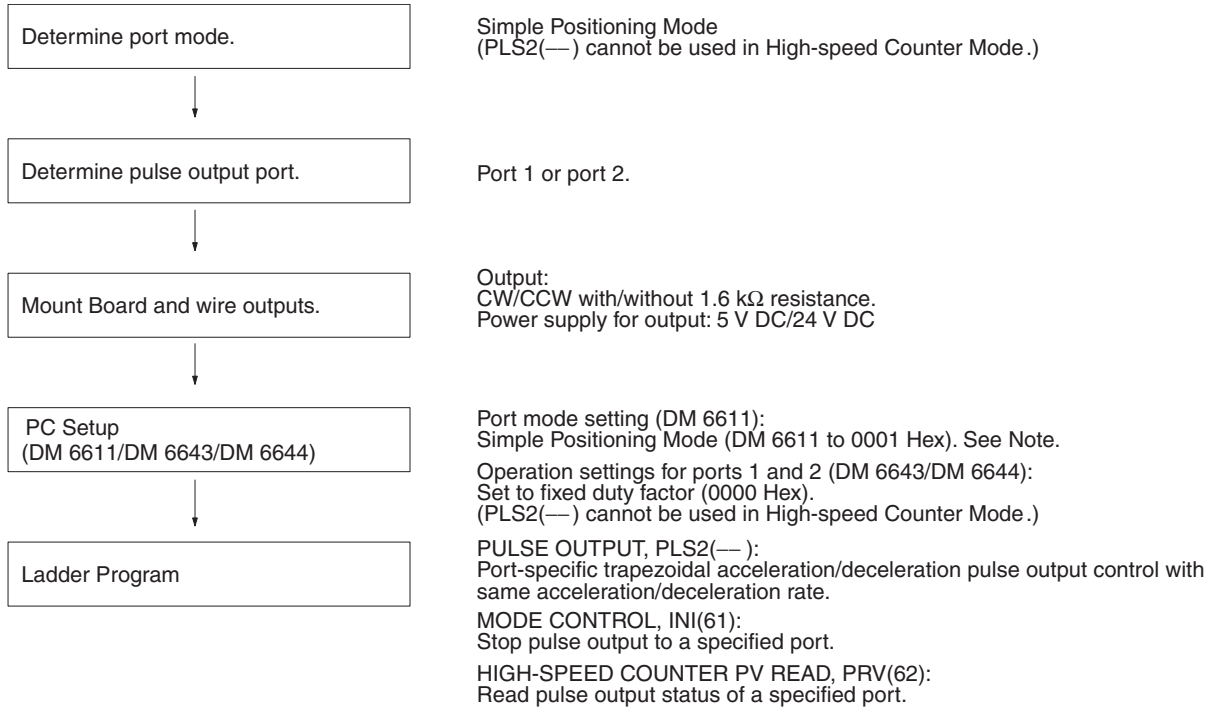 Determine port mode.
Simple Positioning Mode
(PLS2(––) cannot be used in High-speed Counter Mode.)
Determine pulse output port.
Port 1 or port 2.
Mount Board and wire outputs.
Output:
CW/CCW with/without 1.6 kΩ resistance.
Power supply for output: 5 V DC/24 V DC
PC Setup
(DM 6611/DM 6643/DM 6644)
Port mode setting (DM 6611):
Simple Positioning Mode (DM 6611 to 0001 Hex). See Note.
Operation settings for ports 1 and 2 (DM 6643/DM 6644):
Set to fixed duty factor (0000 Hex).
(PLS2(––) cannot be used in High-speed Counter Mode.)
Ladder Program
PULSE OUTPUT, PLS2(––):
Port-specific trapezoidal acceleration/deceleration pulse output control with
same acceleration/deceleration rate.
MODE CONTROL, INI(61):
Stop pulse output to a specified port.
HIGH-SPEED COUNTER PV READ, PRV(62):
Read pulse output status of a specified port.